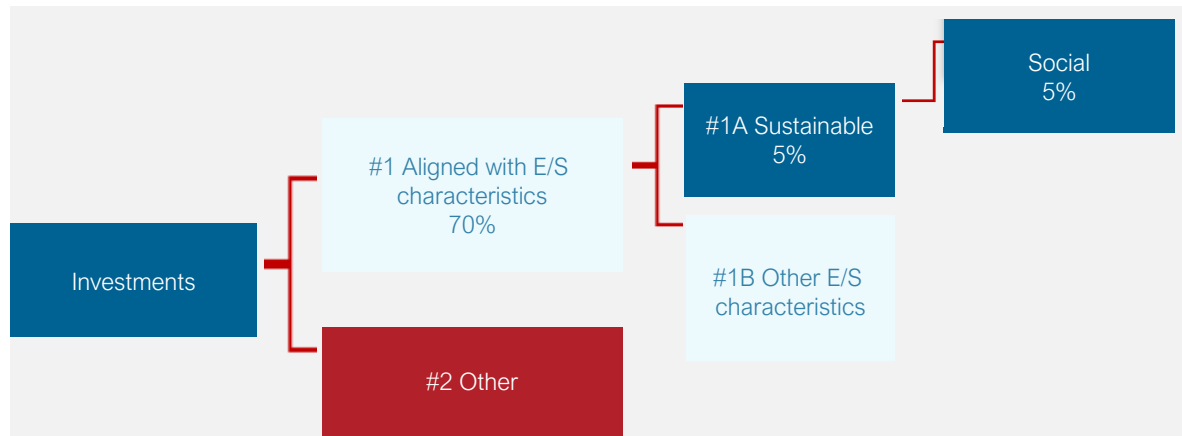 Investments
#1 Aligned with E/S
characteristics
70%
#2 Other
#1A Sustainable
5%
#1B Other E/S
characteristics
Social
5%